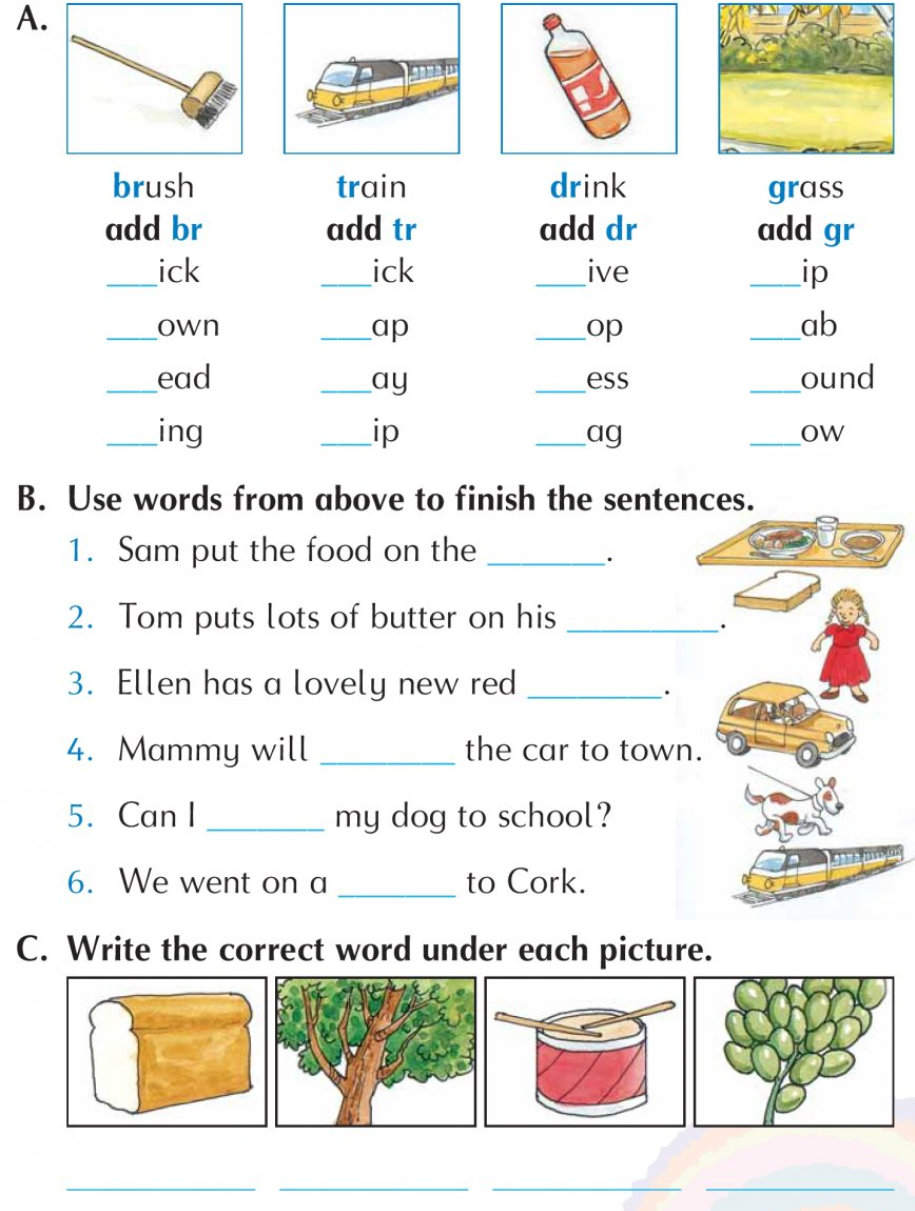 A.
brush train drink grass
add br add tr add dr add gr
___ick ___ick ___ive ___ip
___own ___ap ___op ___ab
___ead ___ay ___ess ___ound
___ing ___ip ___ag ___ow
B. Use words from above to finish the sentences.
1. Sam put the food on the _______.
2. Tom puts lots of butter on his _________.
3. Ellen has a lovely new red ________.
4. Mammy will ________ the car to town.
5. Can I _______ my dog to school?
6. We went on a _______ to Cork.
C. Write the correct word under each picture.